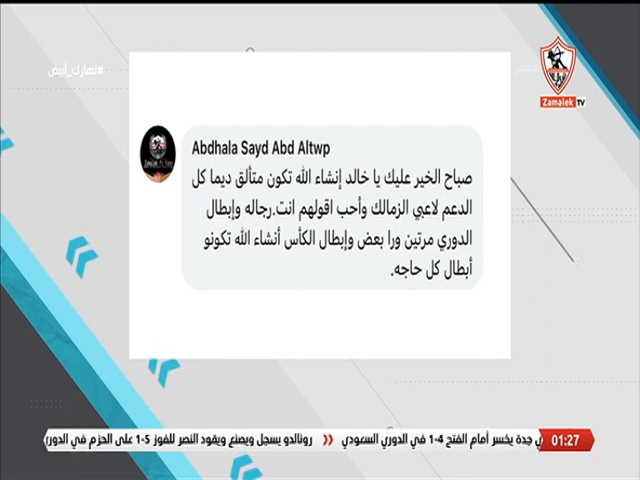 #نهارك_أبيض
Zamalek TV
Abdhala Sayd Abd Altwp
صباح الخير عليك يا خالد إنشاء الله تكون متألق ديما كل
الدعم لاعبي الزمالك وأحب اقولهم انت.رجاله وإبطال
الدوري مرتين ورا بعض وإبطال الكأس أنشاء الله تكونو
أبطال كل حاجه.
01:27
ي جدة يخسر أمام الفتح 4-1 في الدوري السعودي « رونالدو يسجل ويصنع ويقود النصر للفوز 5-1 على الحزم في الدوري